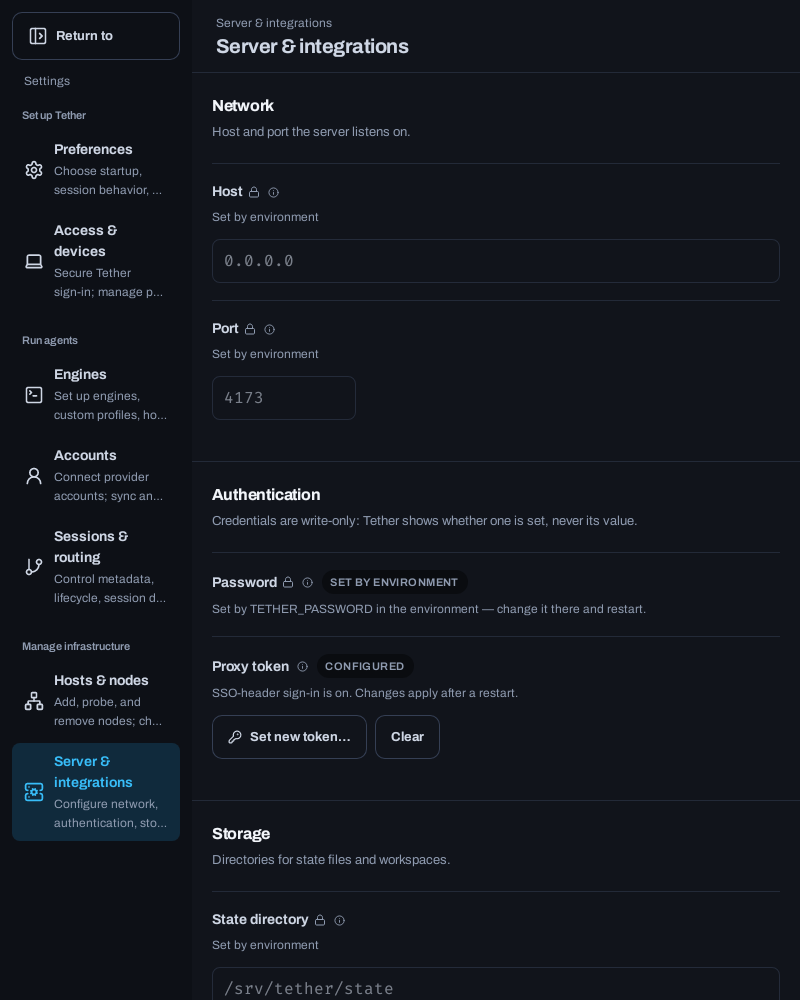 Return to
Settings
Set up Tether
Preferences
Choose startup,
session behavior, ...
Access &
devices
Secure Tether
sign-in; manage p...
Run agents
Engines
Set up engines,
custom profiles, ho...
Accounts
Connect provider
accounts; sync an...
Sessions &
routing
Control metadata,
lifecycle, session d...
Manage infrastructure
Hosts & nodes
Add, probe, and
remove nodes; ch...
Server &
integrations
Configure network,
authentication, sto...
Server & integrations
Server & integrations
Network
Host and port the server listens on.
Host
Set by environment
0.0.0.0
Port
Set by environment
4173
Authentication
Credentials are write-only: Tether shows whether one is set, never its value.
Password SET BY ENVIRONMENT
Set by TETHER_PASSWORD in the environment — change it there and restart.
Proxy token CONFIGURED
SSO-header sign-in is on. Changes apply after a restart.
Set new token... Clear
Storage
Directories for state files and workspaces.
State directory
Set by environment
/srv/tether/state